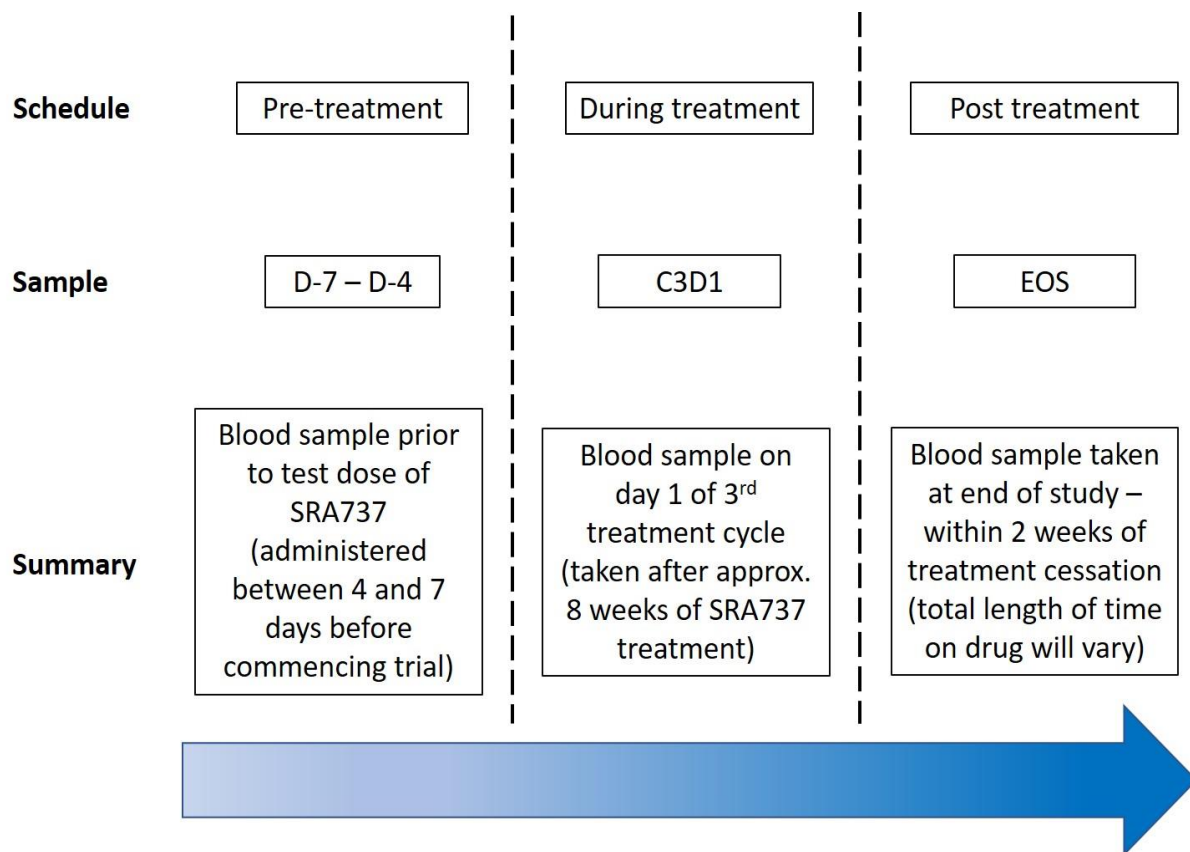 Schedule
Pre-treatment
During treatment
Post treatment
Sample
D-7 – D-4
C3D1
EOS
Summary
Blood sample prior
to test dose of
SRA737
(administered
between 4 and 7
days before
commencing trial)
Blood sample on
day 1 of 3rd
treatment cycle
(taken after approx.
8 weeks of SRA737
treatment)
Blood sample taken
at end of study –
within 2 weeks of
treatment cessation
(total length of time
on drug will vary)